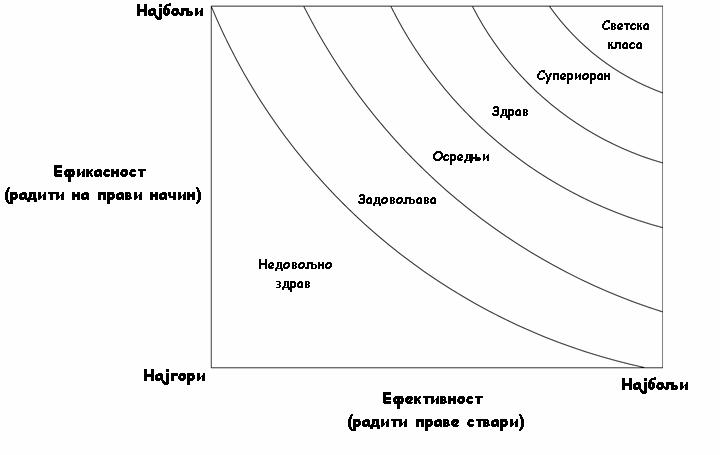 Најбољи
Светска
класа
Супериоран
Здрав
Осредњи
Ефикасност
(радити на прави начин)
Задовољава
Недовољно
здрав
Најгори
Најбољи
Ефективност
(радити праве ствари)